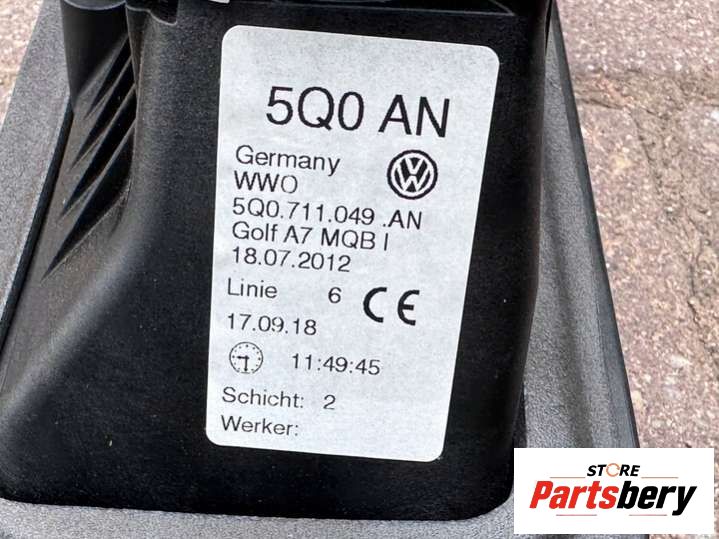 5Q0 AN
Germany
WWO
5Q0.711.049 .AN
Golf A7 MQB I
18.07.2012
Linie 6 CE
17.09.18
11:49:45
Schicht: 2
Werker:
STORE
Partsbery